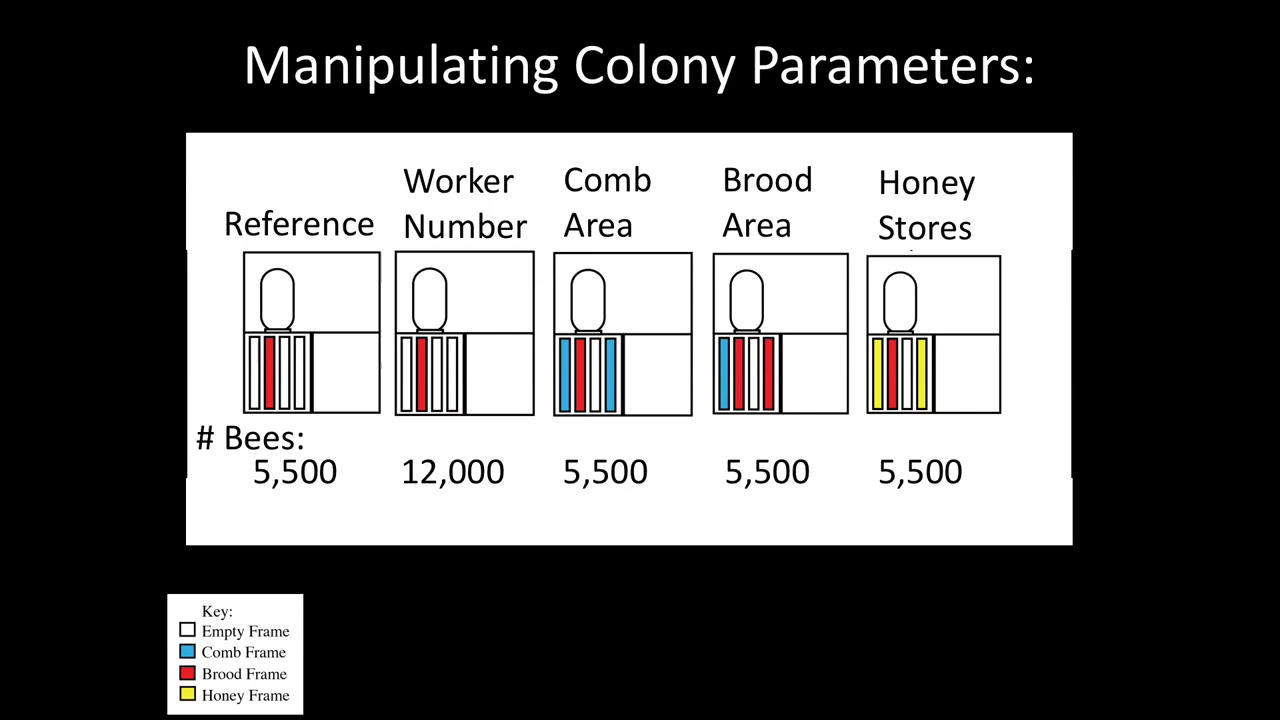 Manipulating Colony Parameters:
Reference
Worker
Number
Comb
Area
Brood
Area
Honey
Stores
# Bees:
5,500 12,000 5,500 5,500 5,500
Key:
Empty Frame
Comb Frame
Brood Frame
Honey Frame